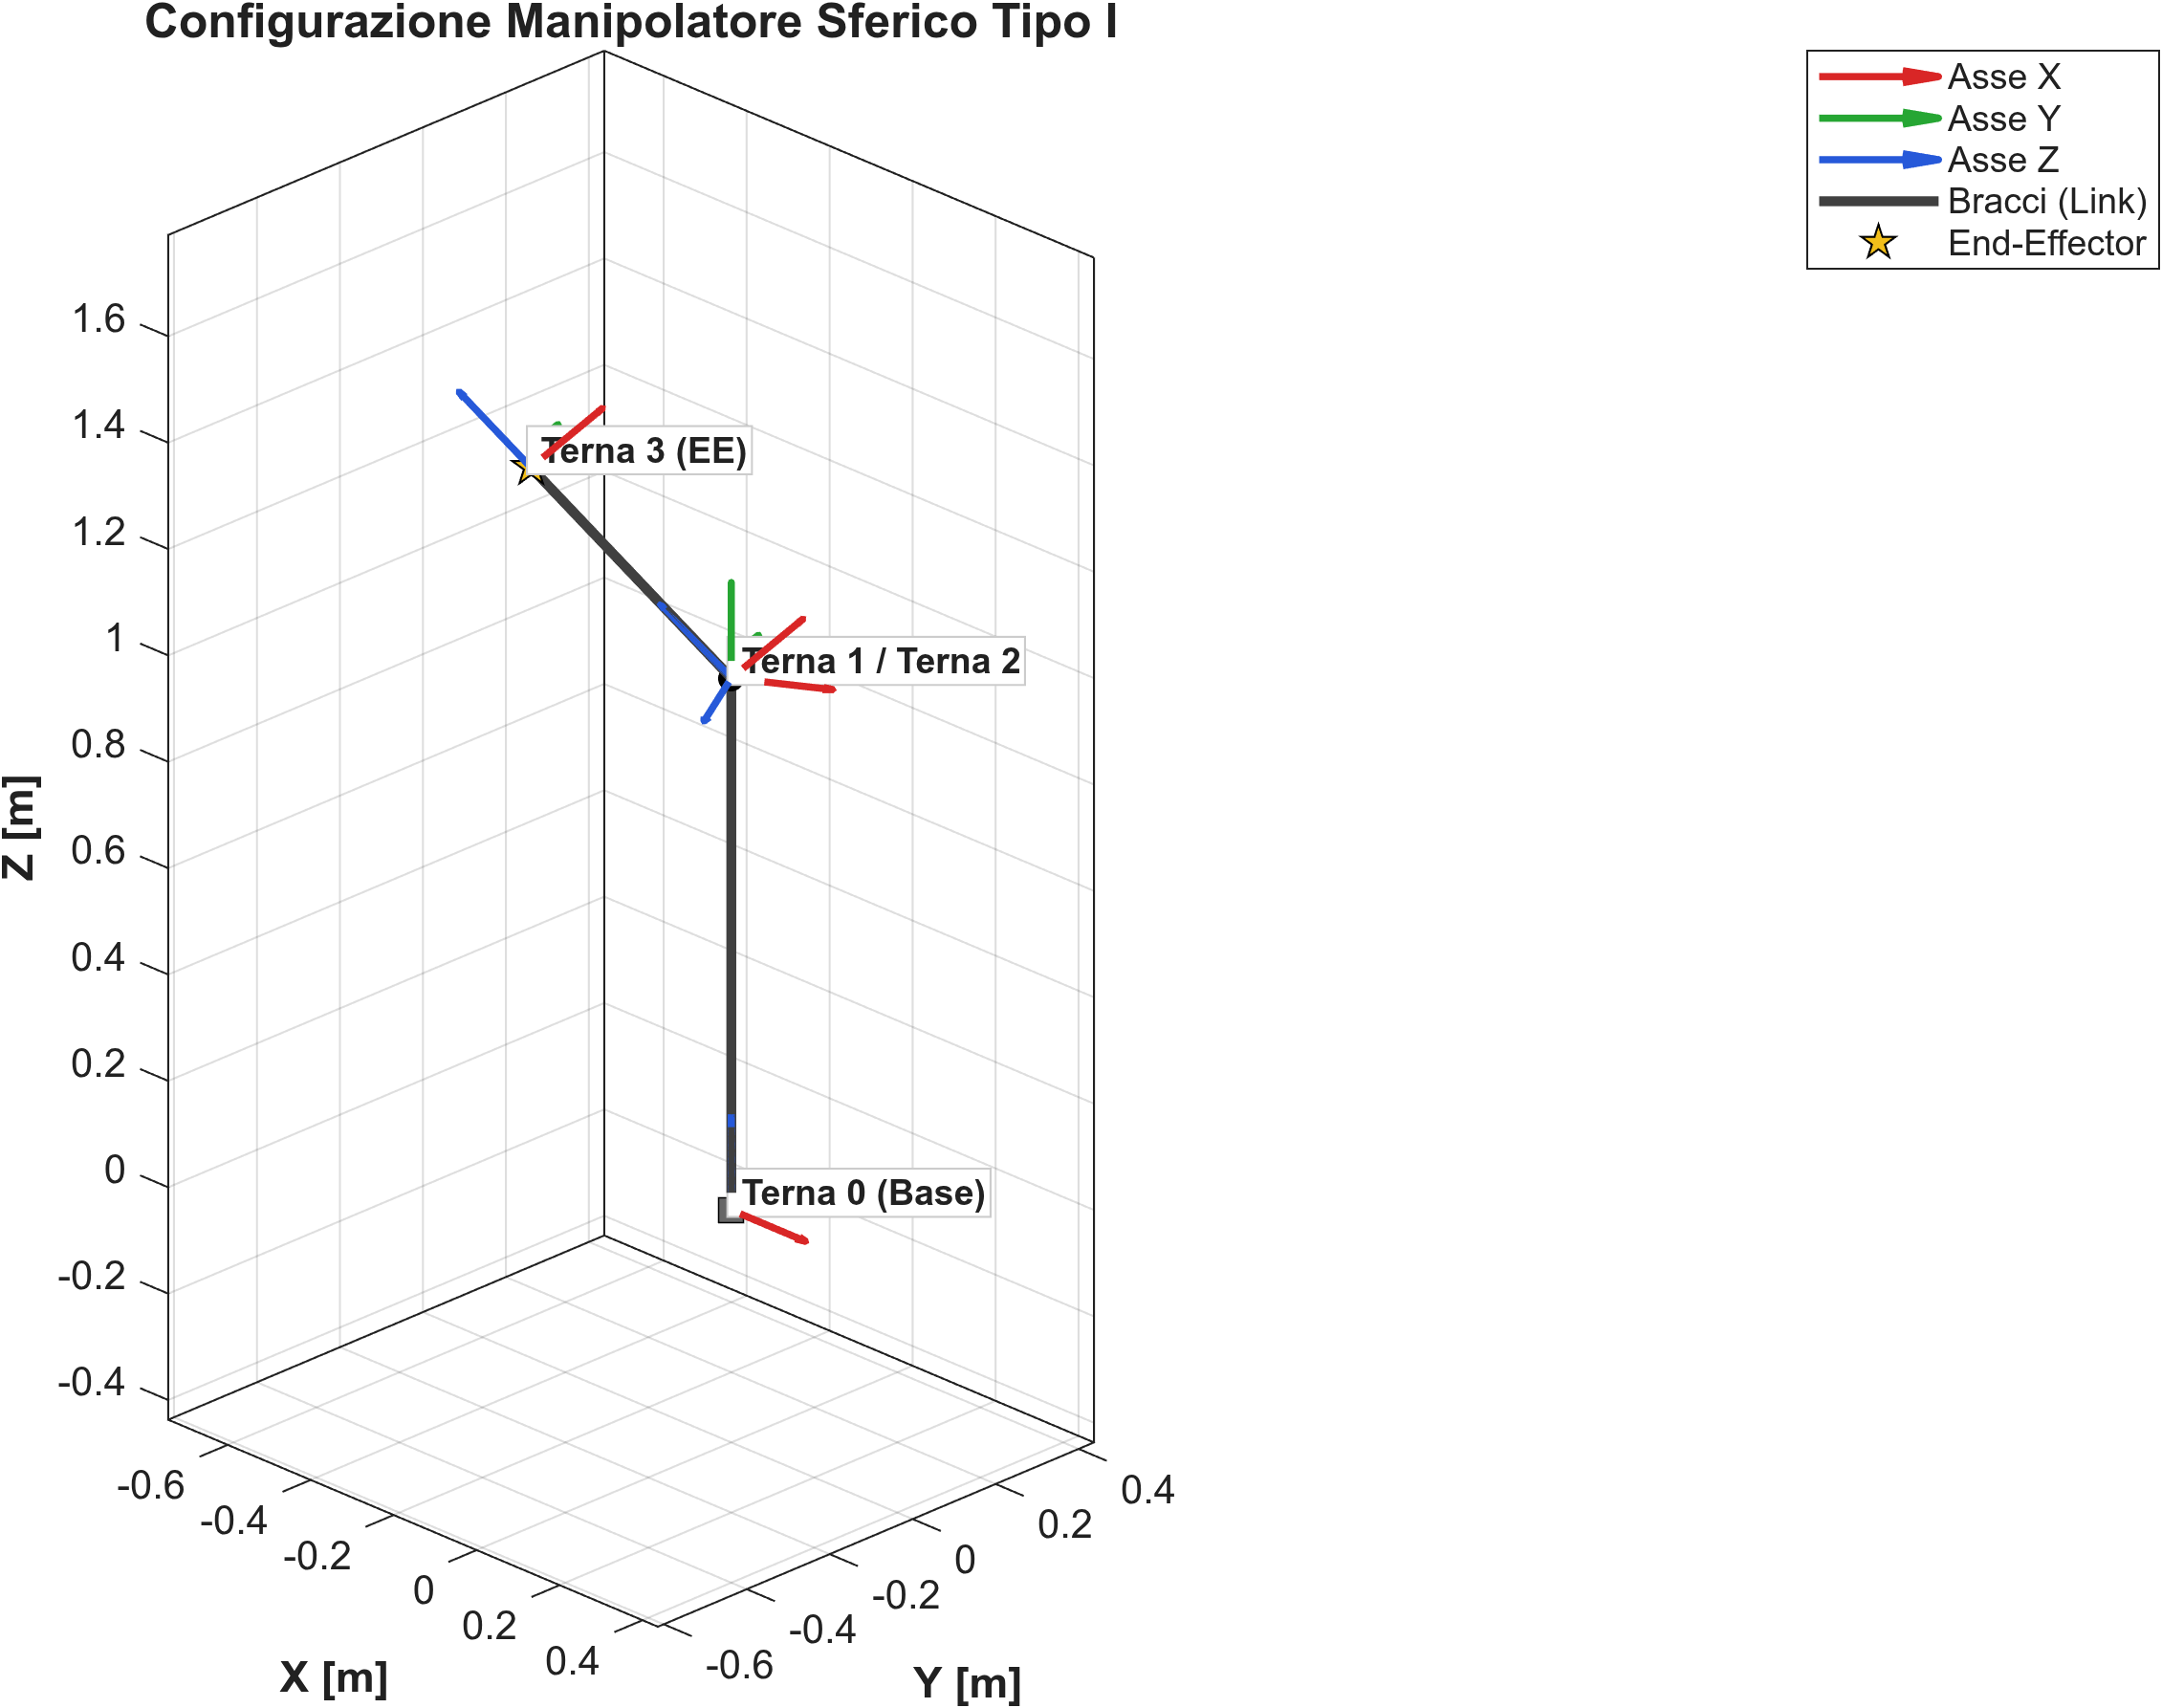 Configurazione Manipolatore Sferico Tipo I
Asse X
Asse Y
Asse Z
Bracci (Link)
End-Effector
1.6
1.4
1.2
1
0.8
0.6
0.4
0.2
0
-0.2
-0.4
Z [m]
Terna 3 (EE)
Terna 1 / Terna 2
Terna 0 (Base)
-0.6
-0.4
-0.2
0
0.2
0.4
X [m]
-0.6
-0.4
-0.2
0
0.2
0.4
Y [m]